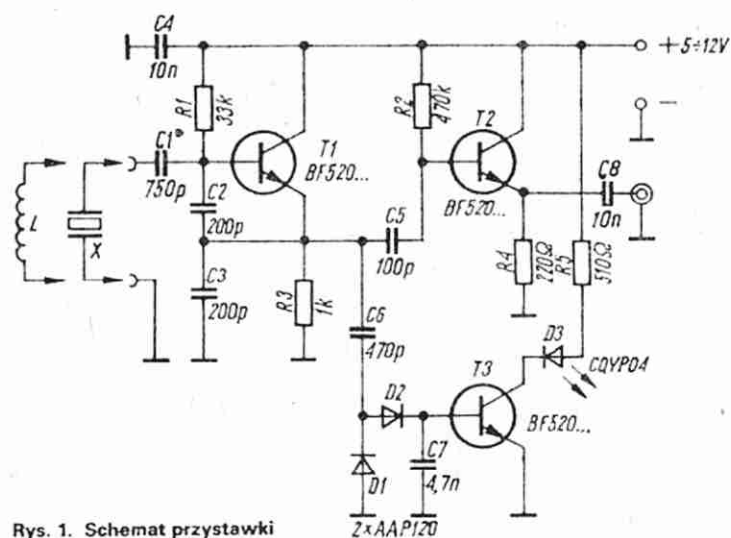 C4
10n
+ 5÷12V
−
R1
33k
R2
470k
C1*
750p
T1
BF520...
T2
BF520...
C8
10n
L
X
C2
200p
C5
100p
C3
200p
R3
1k
R4
220Ω
R5
510Ω
C6
470p
D3
CQYP04
T3
BF520...
D2
D1
C7
4,7n
2×AAP120
Rys. 1. Schemat przystawki